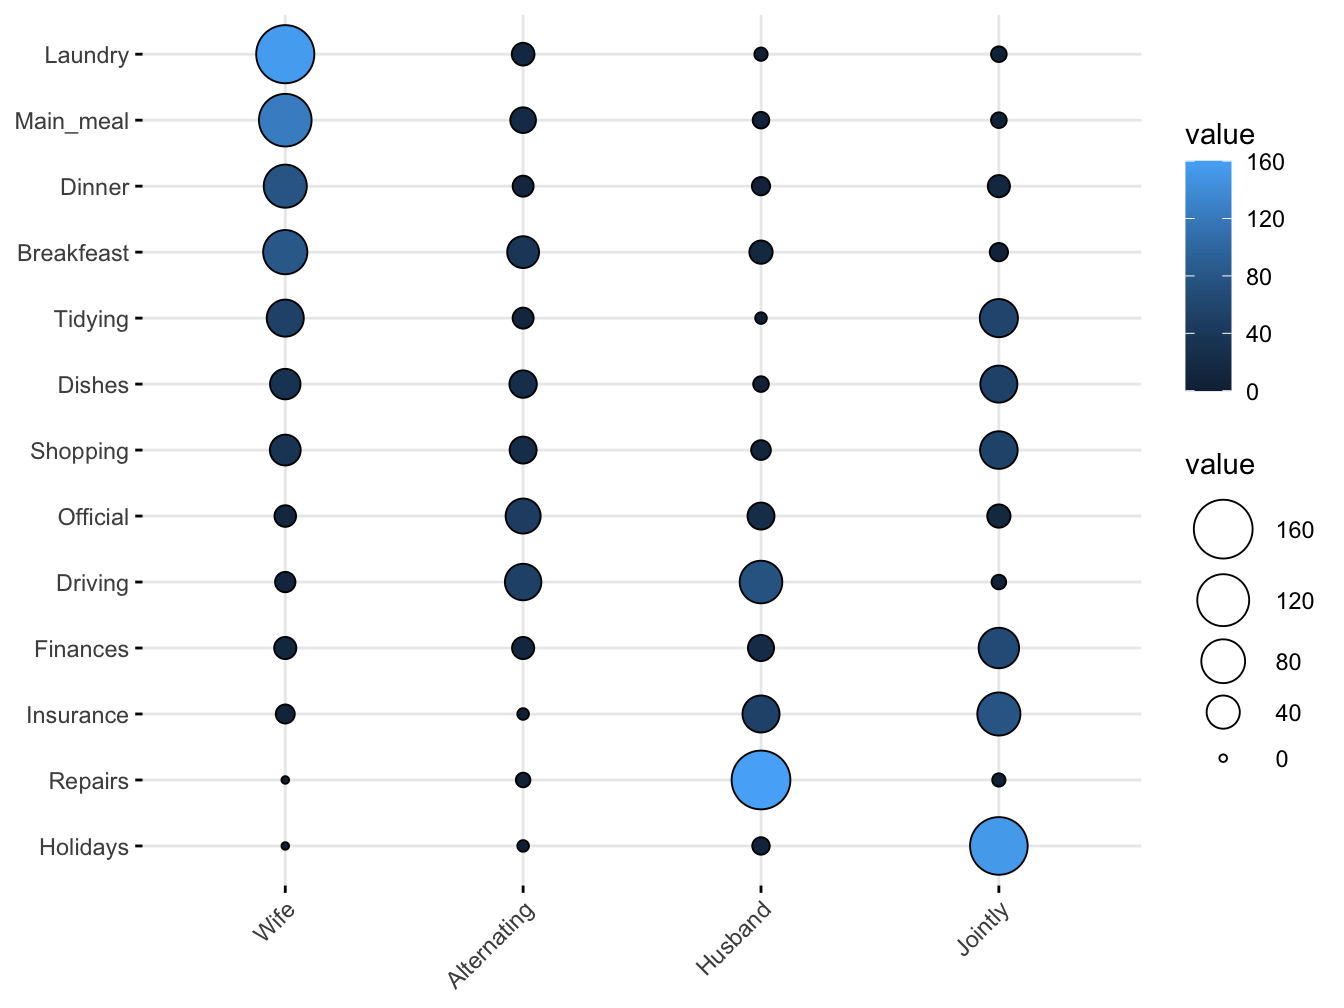 Laundry
Main_meal
Dinner
Breakfeast
Tidying
Dishes
Shopping
Official
Driving
Finances
Insurance
Repairs
Holidays
Wife
Alternating
Husband
Jointly
value
160
120
80
40
0
value
160
120
80
40
0